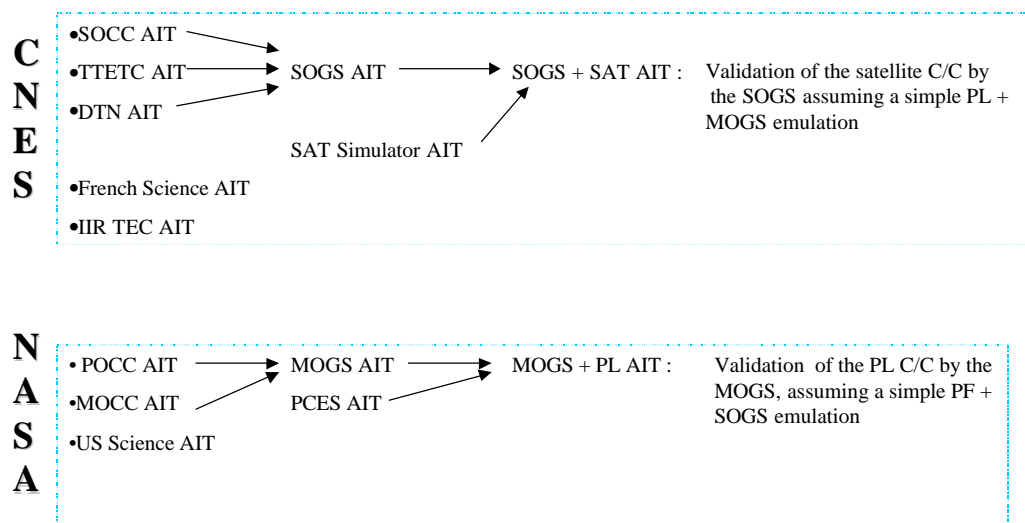 CNES
•SOCC AIT
•TTETC AIT SOGS AIT SOGS + SAT AIT : Validation of the satellite C/C by
•DTN AIT the SOGS assuming a simple PL +
MOGS emulation
SAT Simulator AIT
•French Science AIT
•IIR TEC AIT
NASA
• POCC AIT MOGS AIT MOGS + PL AIT : Validation of the PL C/C by the
•MOCC AIT PCES AIT MOGS, assuming a simple PF +
SOGS emulation
•US Science AIT